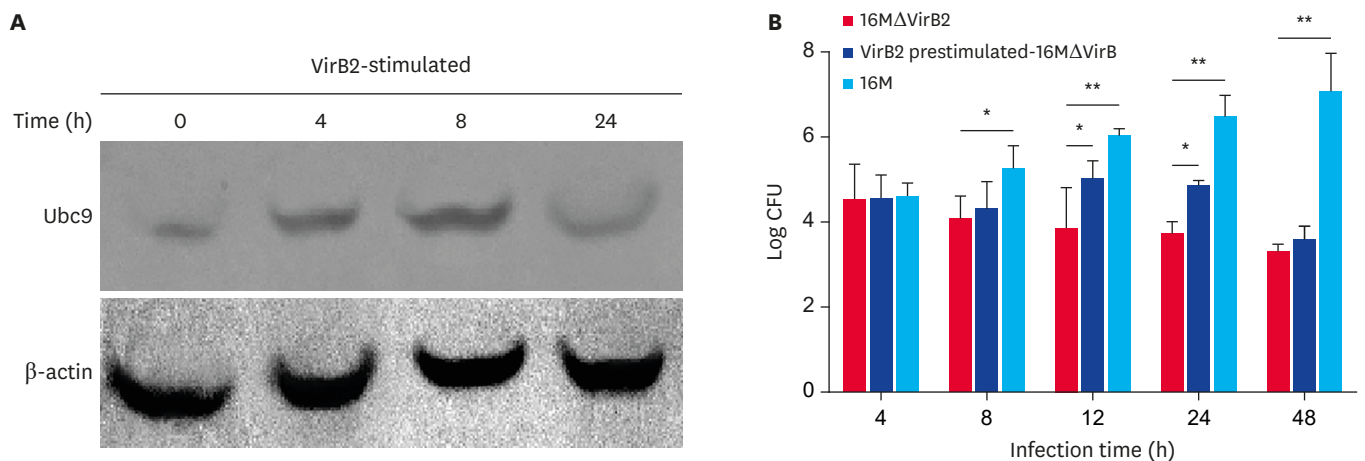 A
VirB2-stimulated
Time (h) 0 4 8 24
Ubc9
β-actin
B
16MΔVirB2
VirB2 prestimulated-16MΔVirB
16M
Log CFU
8
6
4
2
0
* * ** * ** **
4 8 12 24 48
Infection time (h)